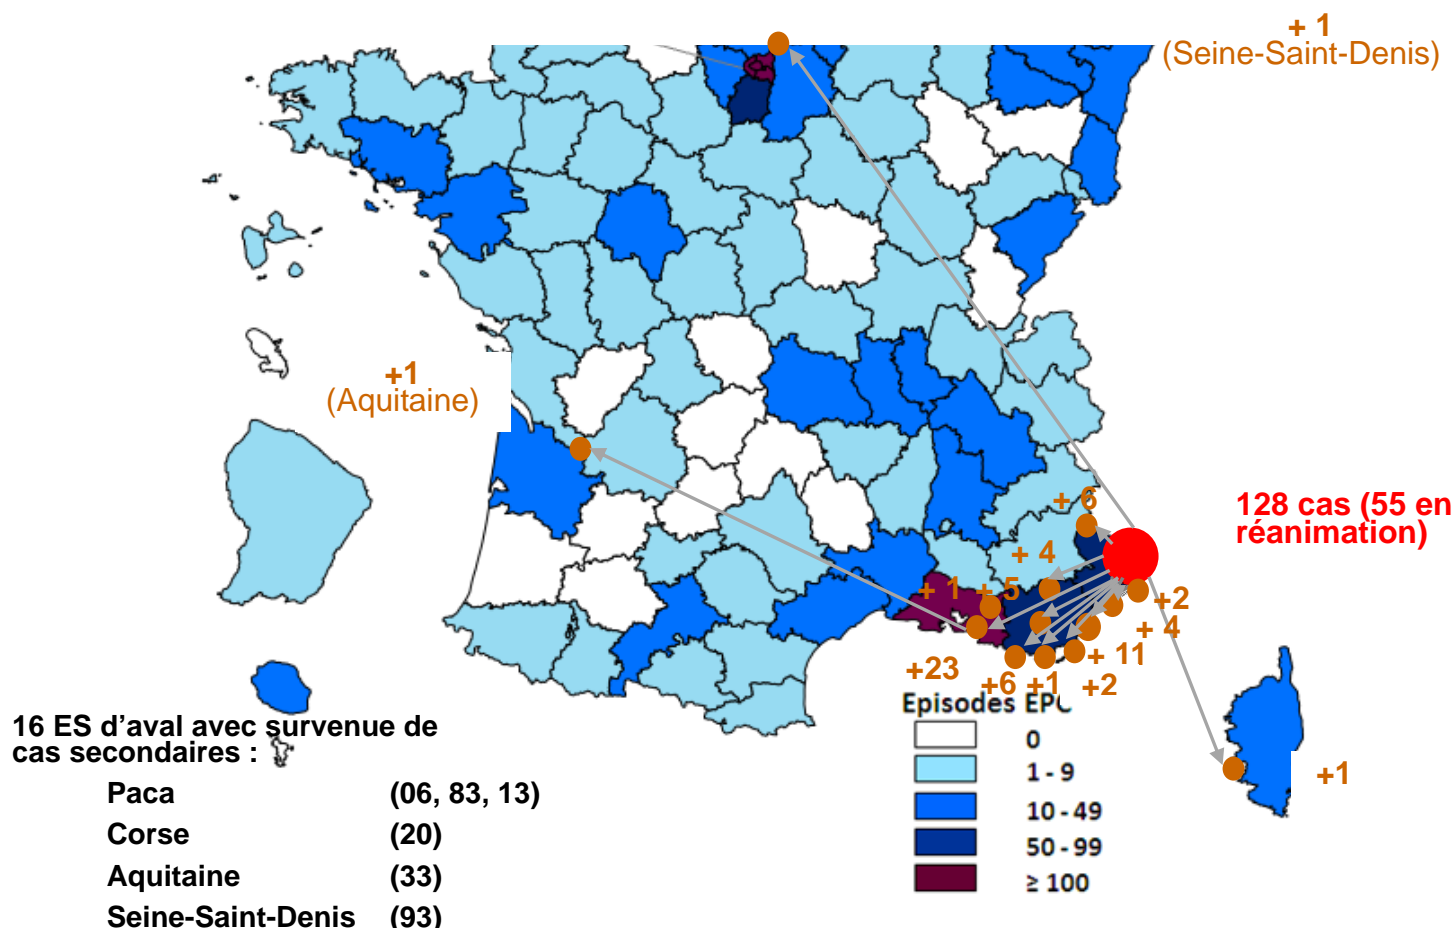 + 1
(Seine-Saint-Denis)
+1
(Aquitaine)
128 cas (55 en
réanimation)
+ 6
+ 4
+ 1
+ 5
+2
+ 4
+ 11
+23
+6
+1
+2
+1
Episodes EPC
0
1 - 9
10 - 49
50 - 99
≥ 100
16 ES d’aval avec survenue de
cas secondaires :
Paca (06, 83, 13)
Corse (20)
Aquitaine (33)
Seine-Saint-Denis (93)